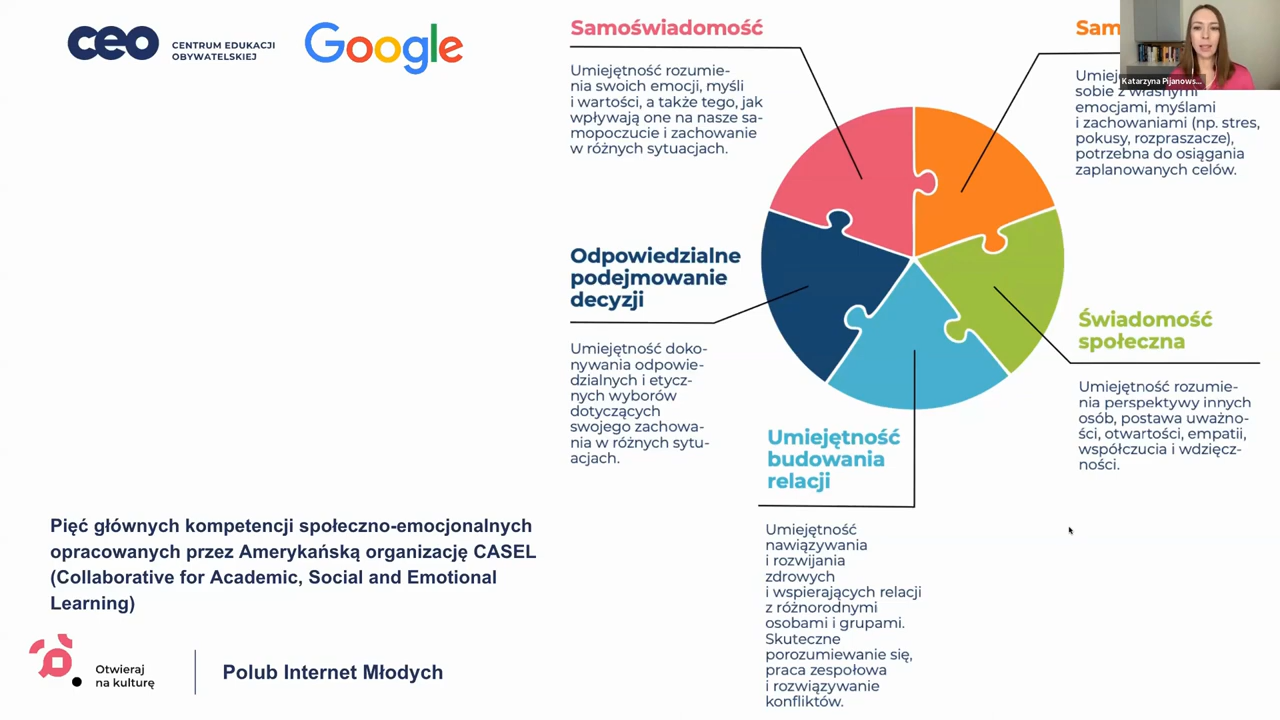 ceo
CENTRUM EDUKACJI
OBYWATELSKIEJ
Google
Samoświadomość
Umiejętność rozumie-
nia swoich emocji, myśli
i wartości, a także tego, jak
wpływają one na nasze sa-
mopoczucie i zachowanie
w różnych sytuacjach.
Sam
Katarzyna Pijanows...
Umiej
sobie z własnymi
emocjami, myślami
i zachowaniami (np. stres,
pokusy, rozpraszacze),
potrzebna do osiągania
zaplanowanych celów.
Odpowiedzialne
podejmowanie
decyzji
Umiejętność doko-
nywania odpowie-
dzialnych i etycz-
nych wyborów
dotyczących
swojego zachowa-
nia w różnych sytu-
acjach.
Świadomość
społeczna
Umiejętność rozumie-
nia perspektywy innych
osób, postawa uważno-
ści, otwartości, empatii,
współczucia i wdzięcz-
ności.
Umiejętność
budowania
relacji
Umiejętność
nawiązywania
i rozwijania
zdrowych
i wspierających relacji
z różnorodnymi
osobami i grupami.
Skuteczne
porozumiewanie się,
praca zespołowa
i rozwiązywanie
konfliktów.
Pięć głównych kompetencji społeczno-emocjonalnych
opracowanych przez Amerykańską organizację CASEL
(Collaborative for Academic, Social and Emotional
Learning)
Otwieraj
na kulturę
Polub Internet Młodych